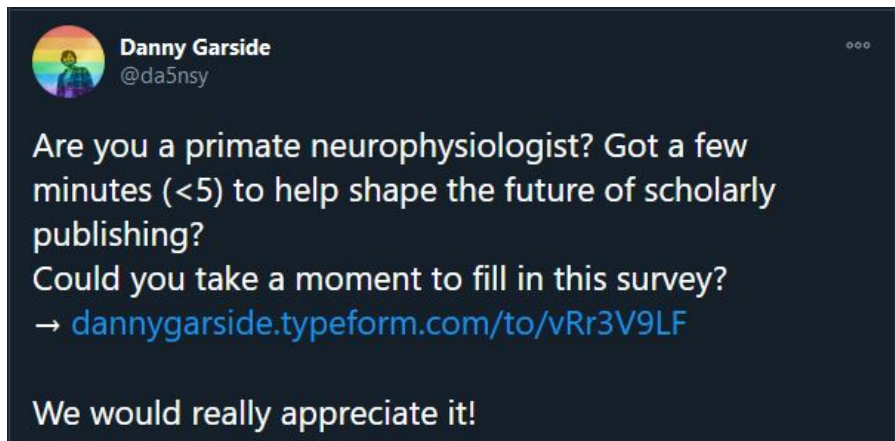 Danny Garside
@da5nsy
Are you a primate neurophysiologist? Got a few
minutes (<5) to help shape the future of scholarly
publishing?
Could you take a moment to fill in this survey?
→ dannygarside.typeform.com/to/vRr3V9LF
We would really appreciate it!